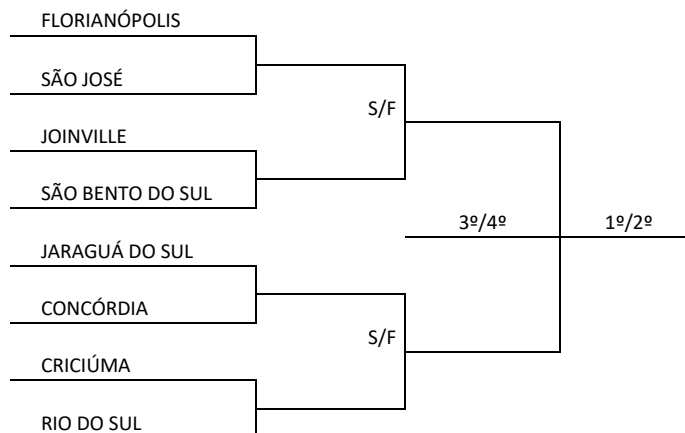 FLORIANÓPOLIS
SÃO JOSÉ
S/F
JOINVILLE
SÃO BENTO DO SUL
3º/4º 1º/2º
JARAGUÁ DO SUL
CONCÓRDIA
S/F
CRICIÚMA
RIO DO SUL